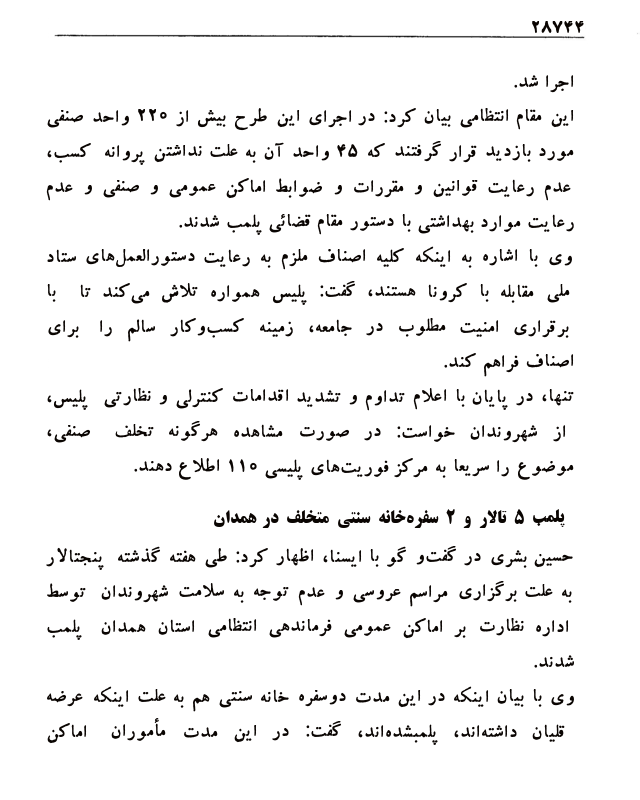 ۲۸۷۴۴
اجرا شد.
این مقام انتظامی بیان کرد: در اجرای این طرح بیش از ۲۲۰ واحد صنفی
مورد بازدید قرار گرفتند که ۴۵ واحد آن به علت نداشتن پروانه کسب،
عدم رعایت قوانین و مقررات و ضوابط اماکن عمومی و صنفی و عدم
رعایت موارد بهداشتی با دستور مقام قضائی پلمب شدند.
وی با اشاره به اینکه کلیه اصناف ملزم به رعایت دستورالعمل‌های ستاد
ملی مقابله با کرونا هستند، گفت: پلیس همواره تلاش می‌کند تا با
برقراری امنیت مطلوب در جامعه، زمینه کسب‌وکار سالم را برای
اصناف فراهم کند.
تنها، در پایان با اعلام تداوم و تشدید اقدامات کنترلی و نظارتی پلیس،
از شهروندان خواست: در صورت مشاهده هرگونه تخلف صنفی،
موضوع را سریعا به مرکز فوریت‌های پلیسی ۱۱۰ اطلاع دهند.
پلمب ۵ تالار و ۲ سفره‌خانه سنتی متخلف در همدان
حسین بشری در گفت‌و گو با ایسنا، اظهار کرد: طی هفته گذشته پنجتالار
به علت برگزاری مراسم عروسی و عدم توجه به سلامت شهروندان توسط
اداره نظارت بر اماکن عمومی فرماندهی انتظامی استان همدان پلمب
شدند.
وی با بیان اینکه در این مدت دوسفره خانه سنتی هم به علت اینکه عرضه
قلیان داشته‌اند، پلمبشده‌اند، گفت: در این مدت مأموران اماکن